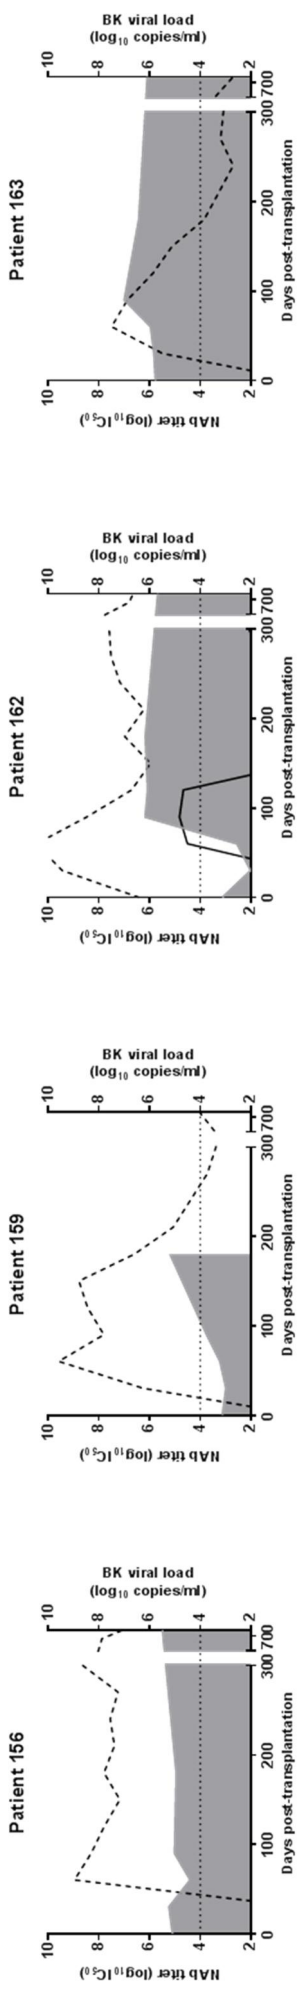 Patient 156
NAb titer (log₁₀ IC₅₀)
10
8
6
4
2
0 100 200 300 700
Days post-transplantation
10
8
6
4
2
BK viral load
(log₁₀ copies/ml)
Patient 159
NAb titer (log₁₀ IC₅₀)
10
8
6
4
2
0 100 200 300 700
Days post-transplantation
10
8
6
4
2
BK viral load
(log₁₀ copies/ml)
Patient 162
NAb titer (log₁₀ IC₅₀)
10
8
6
4
2
0 100 200 300 700
Days post-transplantation
10
8
6
4
2
BK viral load
(log₁₀ copies/ml)
Patient 163
NAb titer (log₁₀ IC₅₀)
10
8
6
4
2
0 100 200 300 700
Days post-transplantation
10
8
6
4
2
BK viral load
(log₁₀ copies/ml)